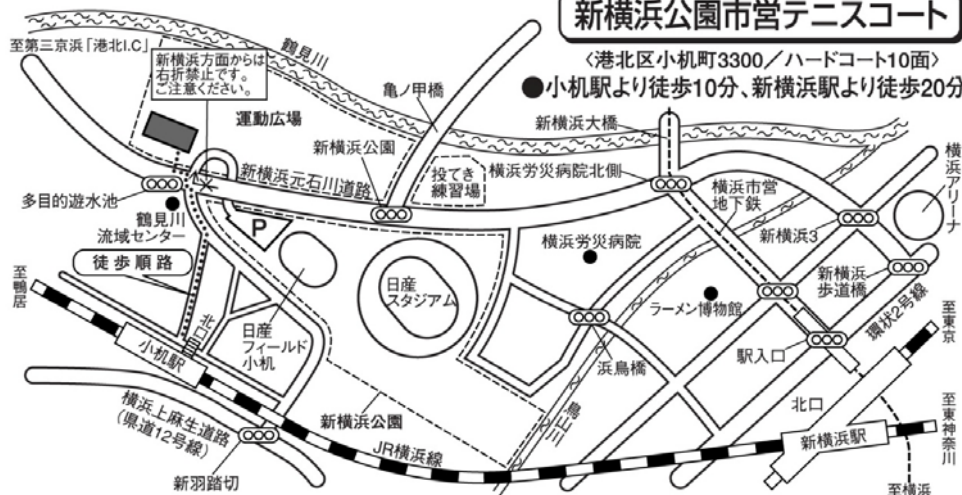 新横浜公園市営テニスコート
〈港北区小机町3300／ハードコート10面〉
●小机駅より徒歩10分、新横浜駅より徒歩20分
至第三京浜「港北I.C」
新横浜方面からは
右折禁止です。
ご注意ください。
鶴見川
運動広場
亀ノ甲橋
新横浜公園
新横浜元石川道路
投てき
練習場
新横浜大橋
横浜労災病院北側
横浜市営
地下鉄
横浜アリーナ
新横浜3
多目的遊水池
鶴見川
流域センター
徒歩順路
P
横浜労災病院
日産
スタジアム
日産
フィールド
小机
ラーメン博物館
新横浜
歩道橋
環状2号線
浜鳥橋
駅入口
至東京
至鴨居
小机駅
北口
新横浜公園
鳥山川
横浜上麻生道路
(県道12号線)
JR横浜線
新羽踏切
北口
新横浜駅
至東神奈川
至横浜